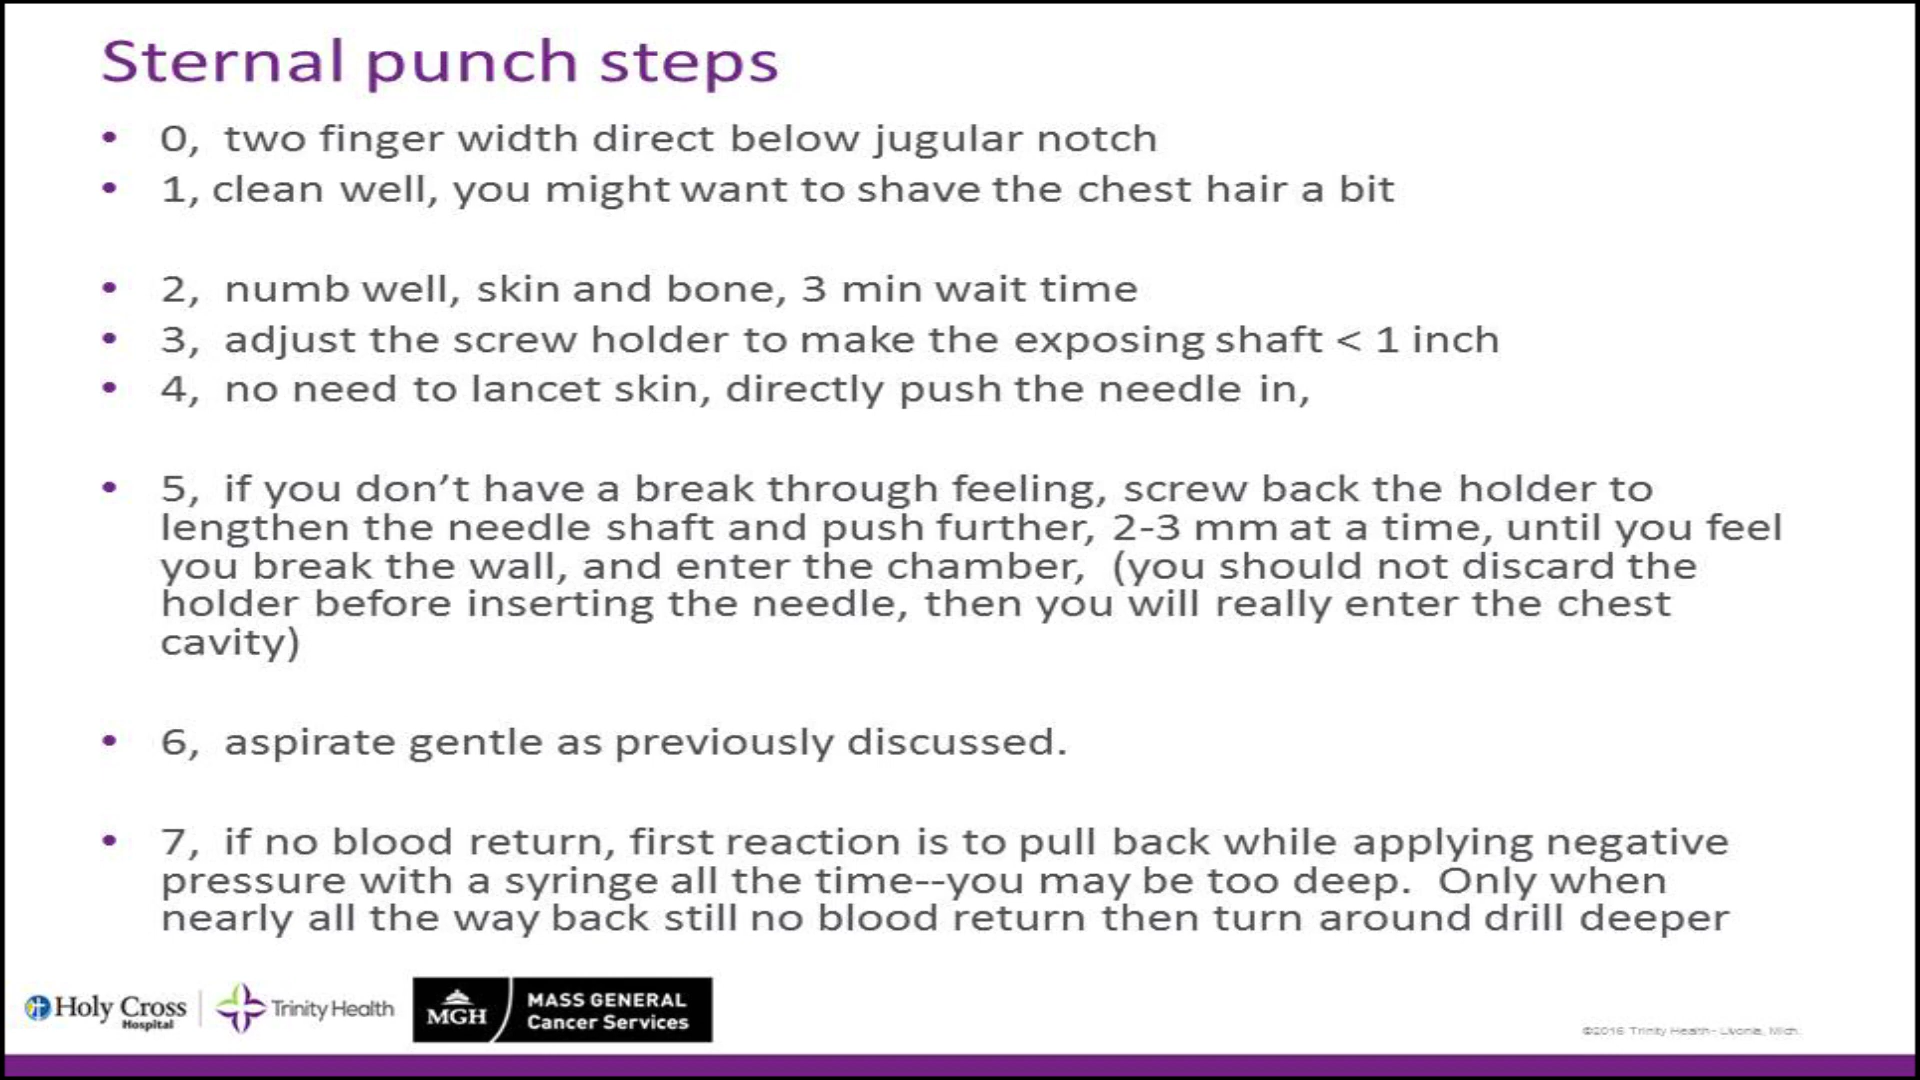 Sternal punch steps
• 0, two finger width direct below jugular notch
• 1, clean well, you might want to shave the chest hair a bit
• 2, numb well, skin and bone, 3 min wait time
• 3, adjust the screw holder to make the exposing shaft < 1 inch
• 4, no need to lancet skin, directly push the needle in,
• 5, if you don’t have a break through feeling, screw back the holder to
lengthen the needle shaft and push further, 2-3 mm at a time, until you feel
you break the wall, and enter the chamber, (you should not discard the
holder before inserting the needle, then you will really enter the chest
cavity)
• 6, aspirate gentle as previously discussed.
• 7, if no blood return, first reaction is to pull back while applying negative
pressure with a syringe all the time--you may be too deep. Only when
nearly all the way back still no blood return then turn around drill deeper
Holy Cross
Hospital
Trinity Health
MGH
MASS GENERAL
Cancer Services
©2016 Trinity Health - Livonia, Mich.